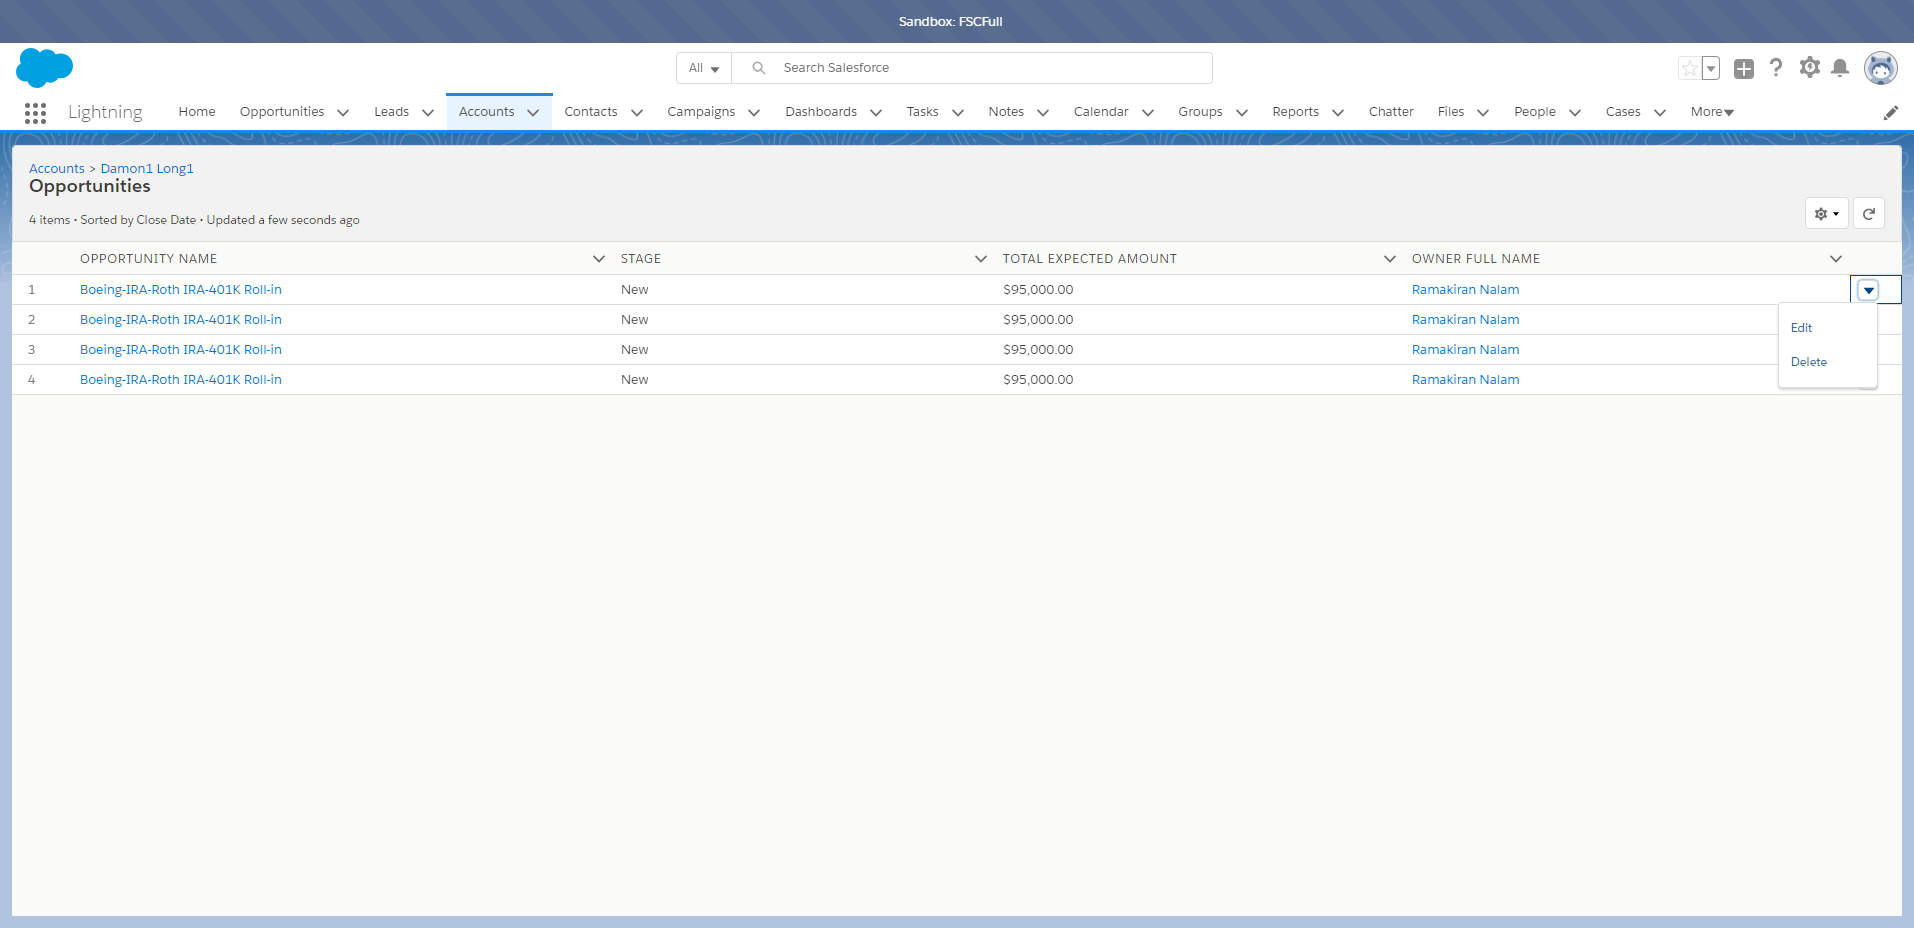 Sandbox: FSCFull
All
Search Salesforce
Lightning Home Opportunities Leads Accounts Contacts Campaigns Dashboards Tasks Notes Calendar Groups Reports Chatter Files People Cases More
Accounts > Damon1 Long1
Opportunities
4 items • Sorted by Close Date • Updated a few seconds ago
OPPORTUNITY NAME STAGE TOTAL EXPECTED AMOUNT OWNER FULL NAME
1 Boeing-IRA-Roth IRA-401K Roll-in New $95,000.00 Ramakiran Nalam
2 Boeing-IRA-Roth IRA-401K Roll-in New $95,000.00 Ramakiran Nalam
3 Boeing-IRA-Roth IRA-401K Roll-in New $95,000.00 Ramakiran Nalam
4 Boeing-IRA-Roth IRA-401K Roll-in New $95,000.00 Ramakiran Nalam
Edit
Delete